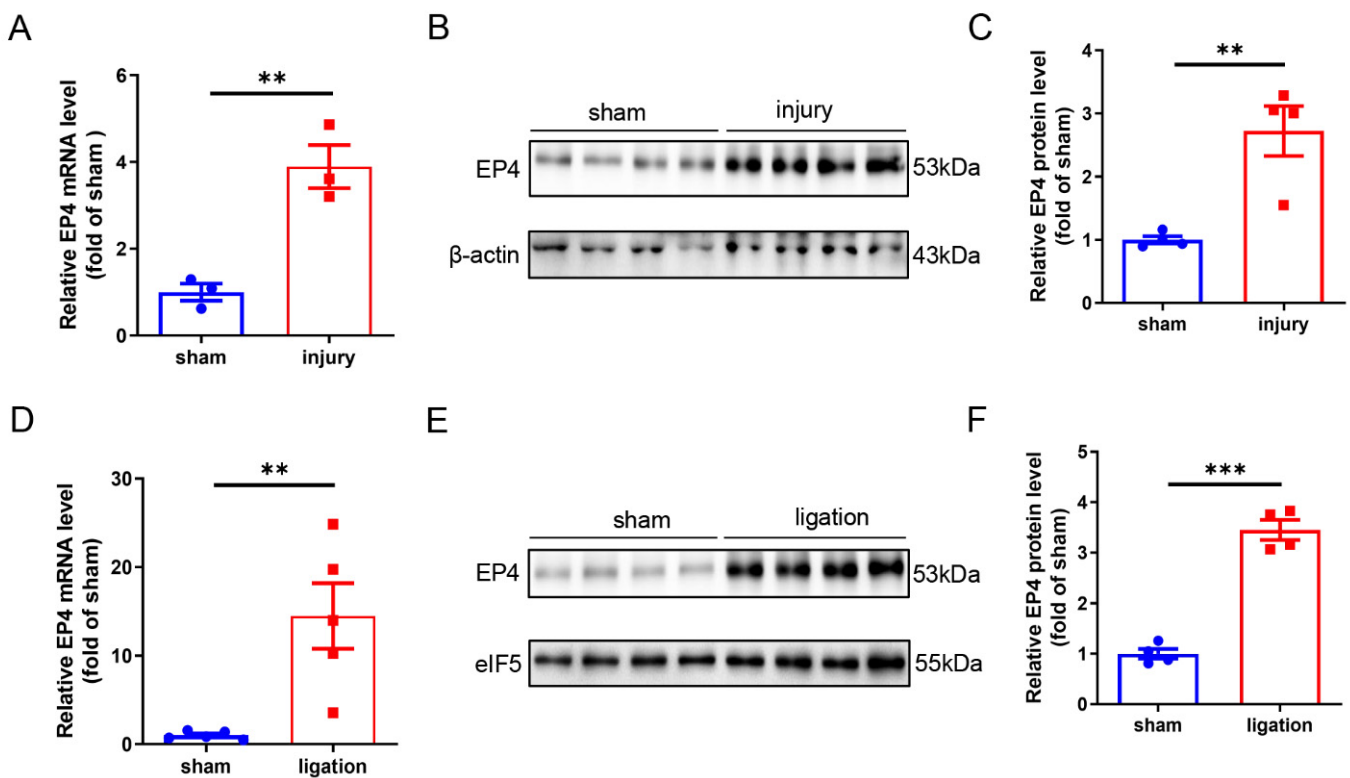 A
Relative EP4 mRNA level
(fold of sham)
6
4
2
0
**
sham
injury
B
sham
injury
EP4
53kDa
β-actin
43kDa
C
Relative EP4 protein level
(fold of sham)
4
3
2
1
0
**
sham
injury
D
Relative EP4 mRNA level
(fold of sham)
30
20
10
0
**
sham
ligation
E
sham
ligation
EP4
53kDa
eIF5
55kDa
F
Relative EP4 protein level
(fold of sham)
5
4
3
2
1
0
***
sham
ligation